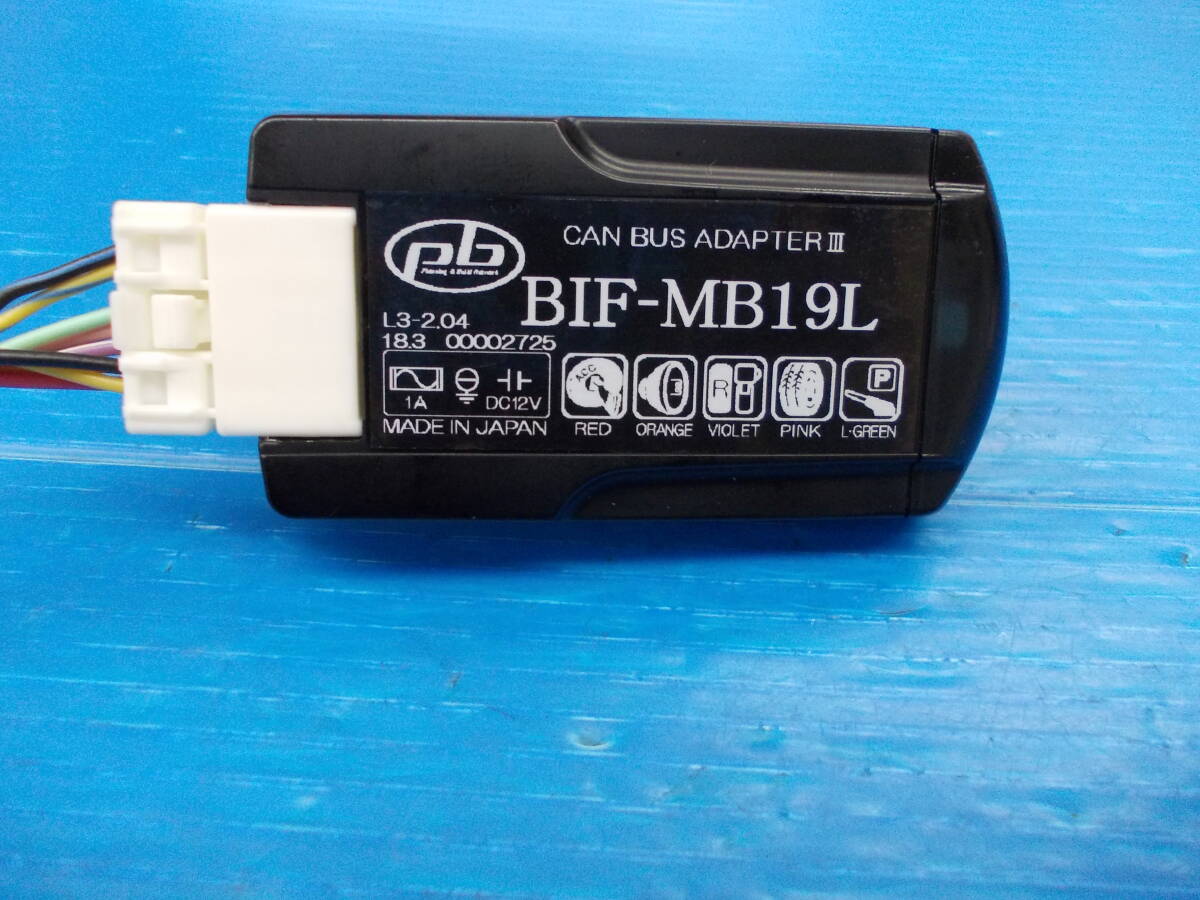 CAN BUS ADAPTER III
pb
BIF-MB19L
L3-2.04
18.3 00002725
ACC
R
P
1A
DC12V
MADE IN JAPAN
RED
ORANGE
VIOLET
PINK
L-GREEN